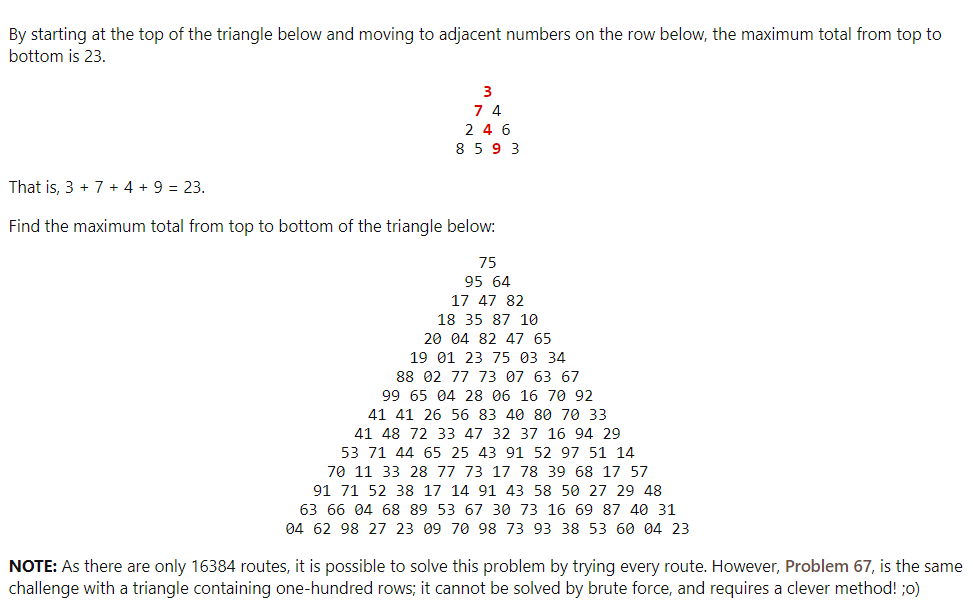 By starting at the top of the triangle below and moving to adjacent numbers on the row below, the maximum total from top to
bottom is 23.
3
7 4
2 4 6
8 5 9 3
That is, 3 + 7 + 4 + 9 = 23.
Find the maximum total from top to bottom of the triangle below:
75
95 64
17 47 82
18 35 87 10
20 04 82 47 65
19 01 23 75 03 34
88 02 77 73 07 63 67
99 65 04 28 06 16 70 92
41 41 26 56 83 40 80 70 33
41 48 72 33 47 32 37 16 94 29
53 71 44 65 25 43 91 52 97 51 14
70 11 33 28 77 73 17 78 39 68 17 57
91 71 52 38 17 14 91 43 58 50 27 29 48
63 66 04 68 89 53 67 30 73 16 69 87 40 31
04 62 98 27 23 09 70 98 73 93 38 53 60 04 23
NOTE: As there are only 16384 routes, it is possible to solve this problem by trying every route. However, Problem 67, is the same
challenge with a triangle containing one-hundred rows; it cannot be solved by brute force, and requires a clever method! ;o)